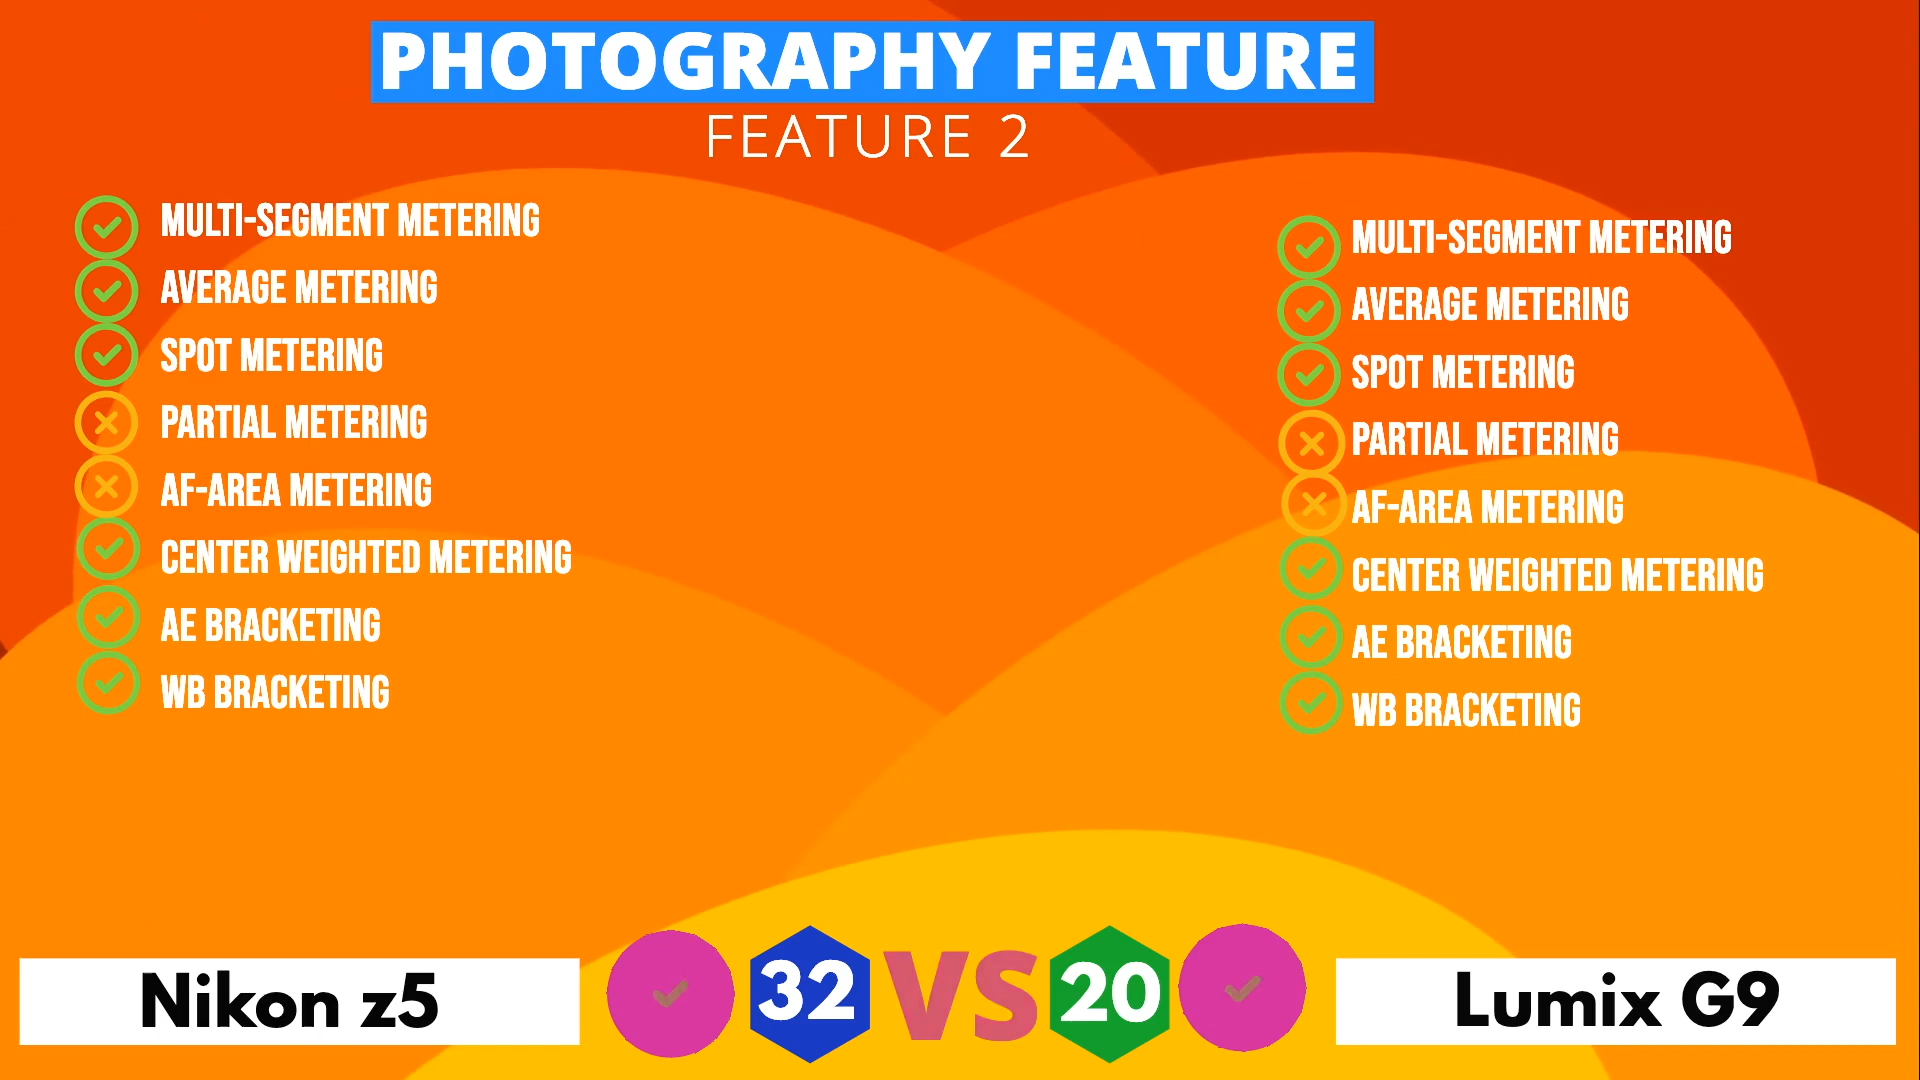 PHOTOGRAPHY FEATURE
FEATURE 2
MULTI-SEGMENT METERING
AVERAGE METERING
SPOT METERING
PARTIAL METERING
AF-AREA METERING
CENTER WEIGHTED METERING
AE BRACKETING
WB BRACKETING
MULTI-SEGMENT METERING
AVERAGE METERING
SPOT METERING
PARTIAL METERING
AF-AREA METERING
CENTER WEIGHTED METERING
AE BRACKETING
WB BRACKETING
Nikon z5
32
VS
20
Lumix G9